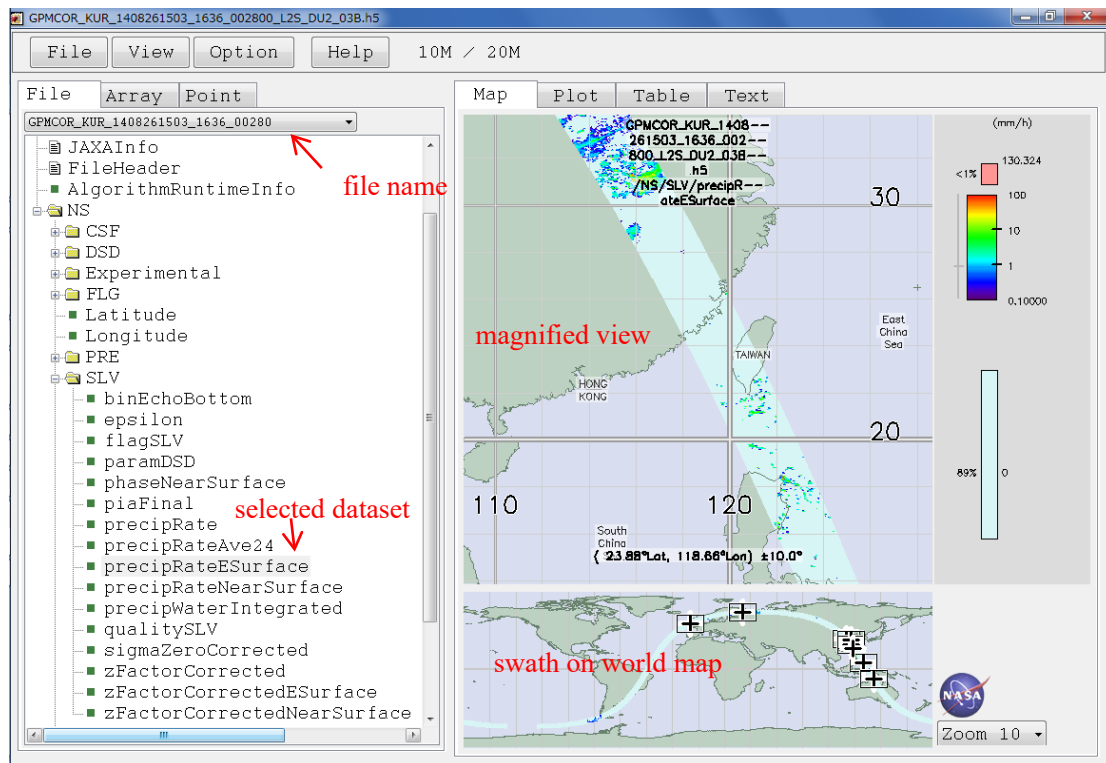 GPMCOR_KUR_1408261503_1636_002800_L2S_DU2_03B.h5
File View Option Help 10M / 20M
File Array Point
GPMCOR_KUR_1408261503_1636_00280
file name
JAXAInfo
FileHeader
AlgorithmRuntimeInfo
NS
CSF
DSD
Experimental
FLG
Latitude
Longitude
PRE
SLV
binEchoBottom
epsilon
flagSLV
paramDSD
phaseNearSurface
piaFinal
precipRate
selected dataset
precipRateAve24
precipRateESurface
precipRateNearSurface
precipWaterIntegrated
qualitySLV
sigmaZeroCorrected
zFactorCorrected
zFactorCorrectedESurface
zFactorCorrectedNearSurface
Map Plot Table Text
GPMCOR_KUR_1408--
261503_1636_002--
800_L2S_DU2_03B--
.h5
/NS/SLV/precipR--
ateESurface
30
magnified view
East
China
Sea
TAIWAN
HONG
KONG
20
110
120
South
China
( 23.88°Lat, 118.66°Lon) ±10.0°
(mm/h)
<1%
130.324
100
10
1
0.10000
89%
0
swath on world map
NASA
Zoom 10